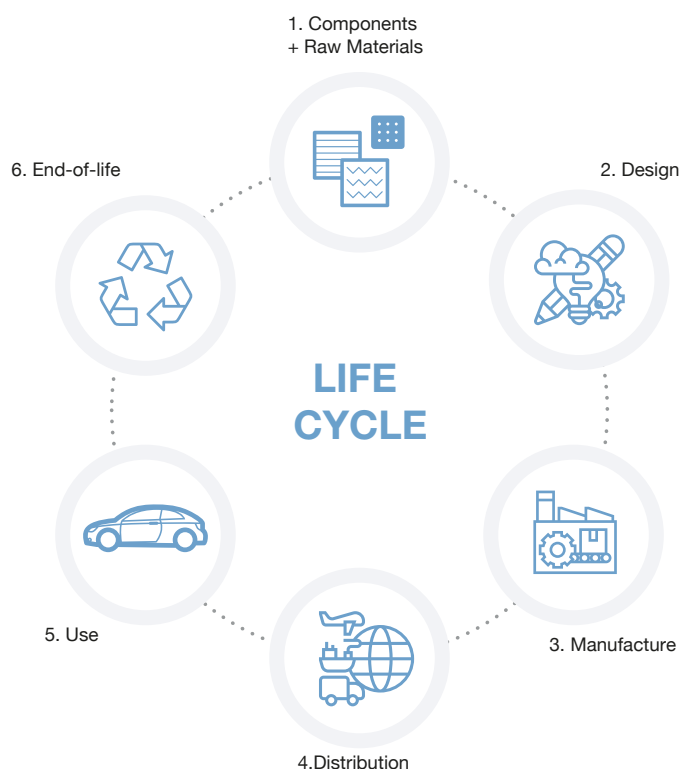 1. Components
+ Raw Materials
2. Design
3. Manufacture
4.Distribution
5. Use
6. End-of-life
LIFE
CYCLE